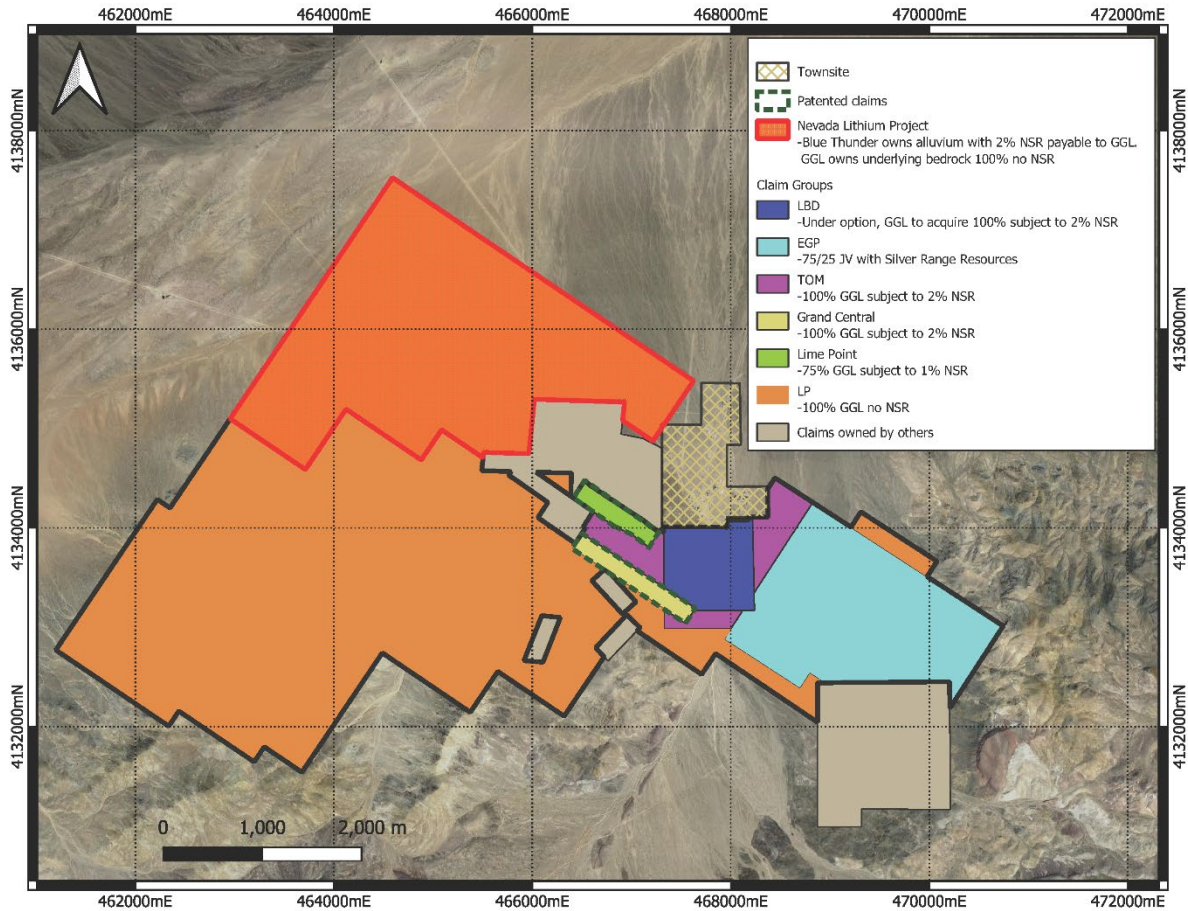 462000mE 464000mE 466000mE 468000mE 470000mE 472000mE
4138000mN
4136000mN
4134000mN
4132000mN
Townsite
Patented claims
Nevada Lithium Project
-Blue Thunder owns alluvium with 2% NSR payable to GGL.
GGL owns underlying bedrock 100% no NSR
Claim Groups
LBD
-Under option, GGL to acquire 100% subject to 2% NSR
EGP
-75/25 JV with Silver Range Resources
TOM
-100% GGL subject to 2% NSR
Grand Central
-100% GGL subject to 2% NSR
Lime Point
-75% GGL subject to 1% NSR
LP
-100% GGL no NSR
Claims owned by others
4138000mN
4136000mN
4134000mN
4132000mN
0 1,000 2,000 m
462000mE 464000mE 466000mE 468000mE 470000mE 472000mE